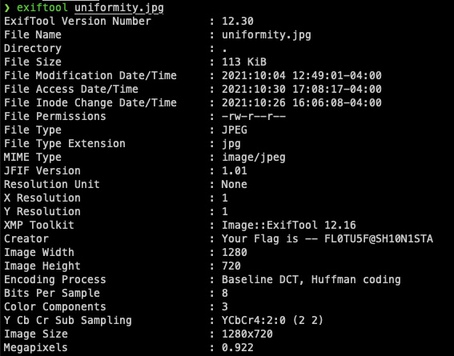 ❯ exiftool uniformity.jpg
ExifTool Version Number : 12.30
File Name : uniformity.jpg
Directory : .
File Size : 113 KiB
File Modification Date/Time : 2021:10:04 12:49:01-04:00
File Access Date/Time : 2021:10:30 17:08:17-04:00
File Inode Change Date/Time : 2021:10:26 16:06:08-04:00
File Permissions : -rw-r--r--
File Type : JPEG
File Type Extension : jpg
MIME Type : image/jpeg
JFIF Version : 1.01
Resolution Unit : None
X Resolution : 1
Y Resolution : 1
XMP Toolkit : Image::ExifTool 12.16
Creator : Your Flag is -- FL0TU5F@SH10N1STA
Image Width : 1280
Image Height : 720
Encoding Process : Baseline DCT, Huffman coding
Bits Per Sample : 8
Color Components : 3
Y Cb Cr Sub Sampling : YCbCr4:2:0 (2 2)
Image Size : 1280x720
Megapixels : 0.922